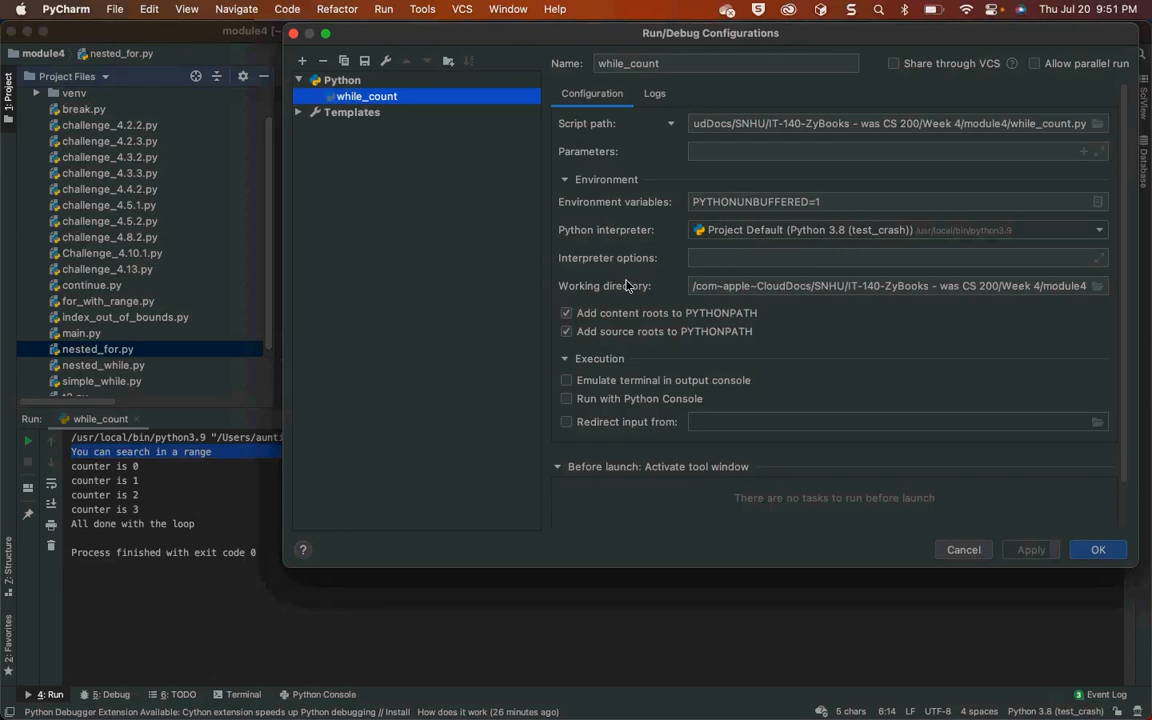 PyCharm File Edit View Navigate Code Refactor Run Tools VCS Window Help Thu Jul 20 9:51 PM
module4 [~
Run/Debug Configurations
module4 nested_for.py
Project Files
1: Project
venv
break.py
challenge_4.2.2.py
challenge_4.2.3.py
challenge_4.3.2.py
challenge_4.3.3.py
challenge_4.4.2.py
challenge_4.5.1.py
challenge_4.5.2.py
challenge_4.8.2.py
Challenge_4.10.1.py
challenge_4.13.py
continue.py
for_with_range.py
index_out_of_bounds.py
main.py
nested_for.py
nested_while.py
simple_while.py
Python
while_count
Templates
Name: while_count
Share through VCS Allow parallel run
Configuration Logs
Script path: udDocs/SNHU/IT-140-ZyBooks - was CS 200/Week 4/module4/while_count.py
Parameters:
Environment
Environment variables: PYTHONUNBUFFERED=1
Python interpreter: Project Default (Python 3.8 (test_crash)) /usr/local/bin/python3.9
Interpreter options:
Working directory: /com~apple~CloudDocs/SNHU/IT-140-ZyBooks - was CS 200/Week 4/module4
Add content roots to PYTHONPATH
Add source roots to PYTHONPATH
Execution
Emulate terminal in output console
Run with Python Console
Redirect input from:
Before launch: Activate tool window
There are no tasks to run before launch
? Cancel Apply OK
SciView
Database
Run: while_count
/usr/local/bin/python3.9 "/Users/aunti
You can search in a range
counter is 0
counter is 1
counter is 2
counter is 3
All done with the loop
Process finished with exit code 0
Z: Structure
2: Favorites
4: Run 5: Debug 6: TODO Terminal Python Console 3 Event Log
Python Debugger Extension Available: Cython extension speeds up Python debugging // Install How does it work (26 minutes ago) 5 chars 6:14 LF UTF-8 4 spaces Python 3.8 (test_crash)